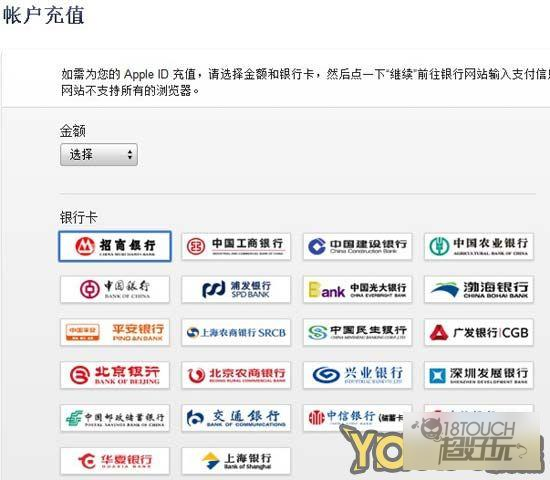 帐户充值
如需为您的 Apple ID 充值，请选择金额和银行卡，然后点一下“继续”前往银行网站输入支付信息
网站不支持所有的浏览器。
金额
选择
银行卡
招商银行 CHINA MERCHANTS BANK
中国工商银行 INDUSTRIAL AND COMMERCIAL BANK OF CHINA
中国建设银行 China Construction Bank
中国农业银行 AGRICULTURAL BANK OF CHINA
中国银行 BANK OF CHINA
浦发银行 SPD BANK
Bank 中国光大银行 CHINA EVERBRIGHT BANK
渤海银行 CHINA BOHAI BANK
中国平安 平安银行 PING AN BANK
上海农商银行 SRCB
中国民生银行 CHINA MINSHENG BANKING CORP., LTD.
广发银行|CGB
北京银行 BANK OF BEIJING
北京农商银行 BEIJING RURAL COMMERCIAL BANK
兴业银行 INDUSTRIAL BANK CO.,LTD.
深圳发展银行 SHENZHEN DEVELOPMENT BANK
中国邮政储蓄银行 POSTAL SAVINGS BANK OF CHINA
交通银行 BANK OF COMMUNICATIONS
中信银行 (储蓄卡)
华夏银行 HUAXIA BANK
上海银行 Bank of Shanghai
18TOUCH
超好玩